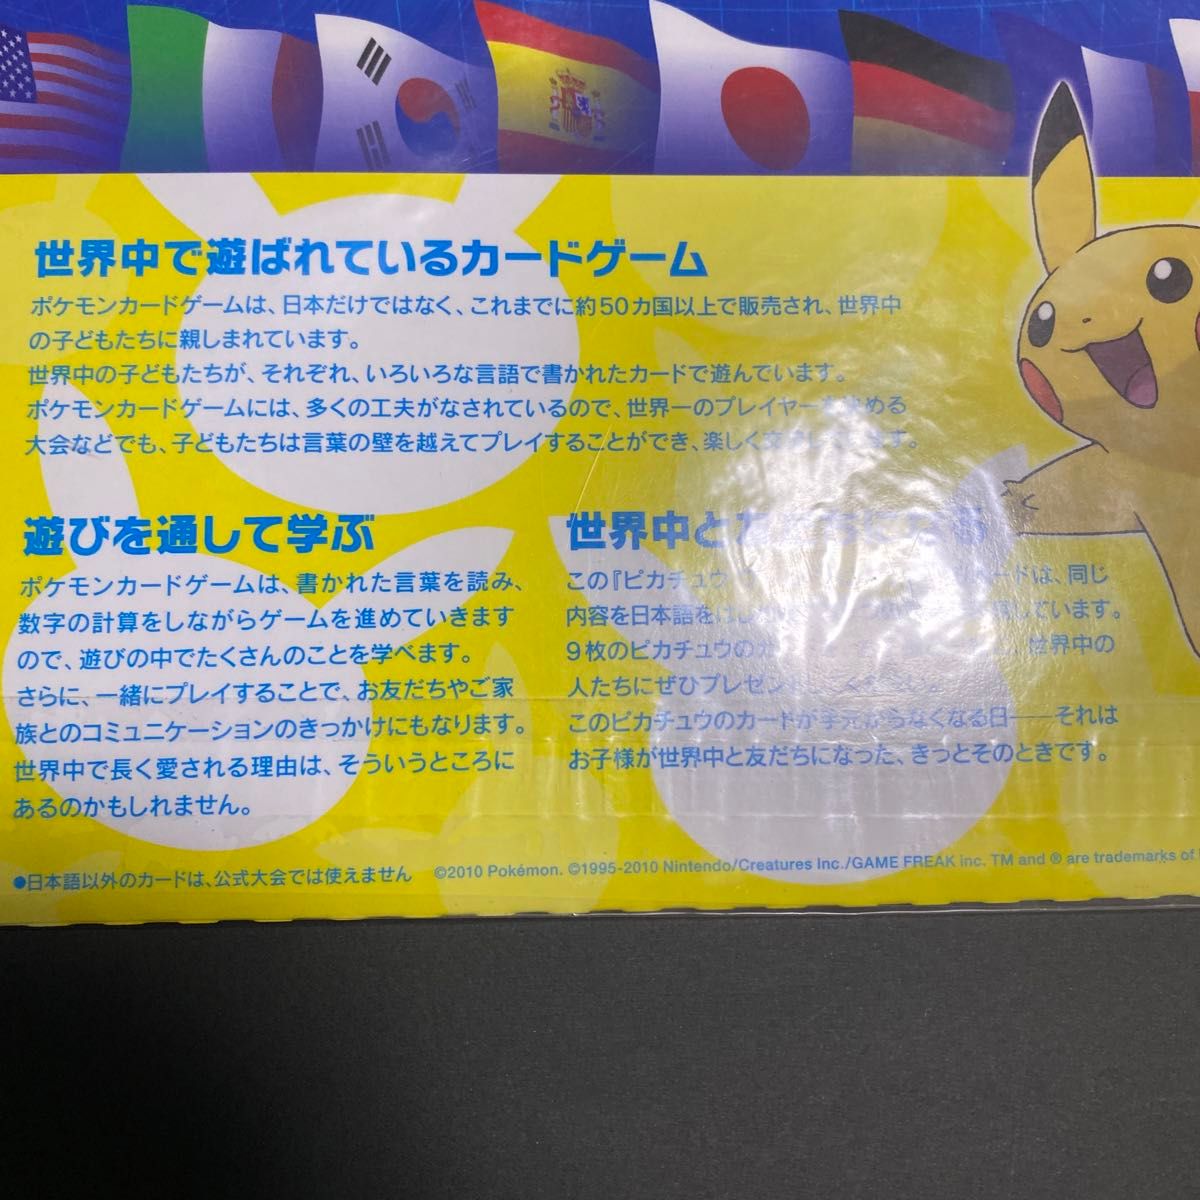 世界中で遊ばれているカードゲーム
ポケモンカードゲームは、日本だけではなく、これまでに約50カ国以上で販売され、世界中
の子どもたちに親しまれています。
世界中の子どもたちが、それぞれ、いろいろな言語で書かれたカードで遊んでいます。
ポケモンカードゲームには、多くの工夫がなされているので、世界一のプレイヤーを決める
大会などでも、子どもたちは言葉の壁を越えてプレイすることができ、楽しく
遊びを通して学ぶ
ポケモンカードゲームは、書かれた言葉を読み、
数字の計算をしながらゲームを進めていきます
ので、遊びの中でたくさんのことを学べます。
さらに、一緒にプレイすることで、お友だちやご家
族とのコミュニケーションのきっかけにもなります。
世界中で長く愛される理由は、そういうところに
あるのかもしれません。
世界中と
この『ピカチュウ ードは、同じ
内容を日本語をは しています。
9枚のピカチュウのカ 世界中の
人たちにぜひプレゼン
このピカチュウのカードが手元からなくなる日――それは
お子様が世界中と友だちになった、きっとそのときです。
●日本語以外のカードは、公式大会では使えません
©2010 Pokémon. ©1995-2010 Nintendo/Creatures Inc./GAME FREAK inc. TM and ® are trademarks of